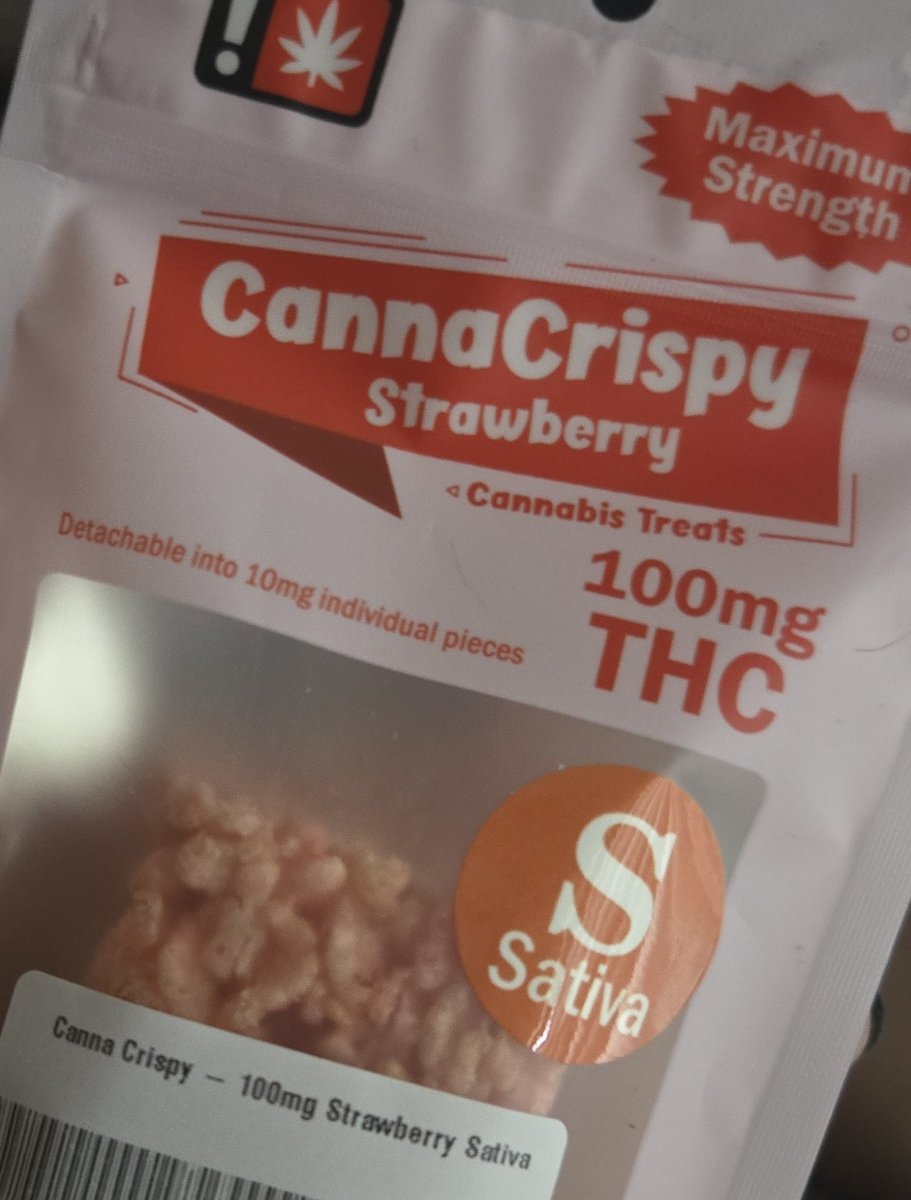 !
Maximum
Strength
CannaCrispy
Strawberry
Cannabis Treats
Detachable into 10mg individual pieces
100mg
THC
S
Sativa
Canna Crispy — 100mg Strawberry Sativa